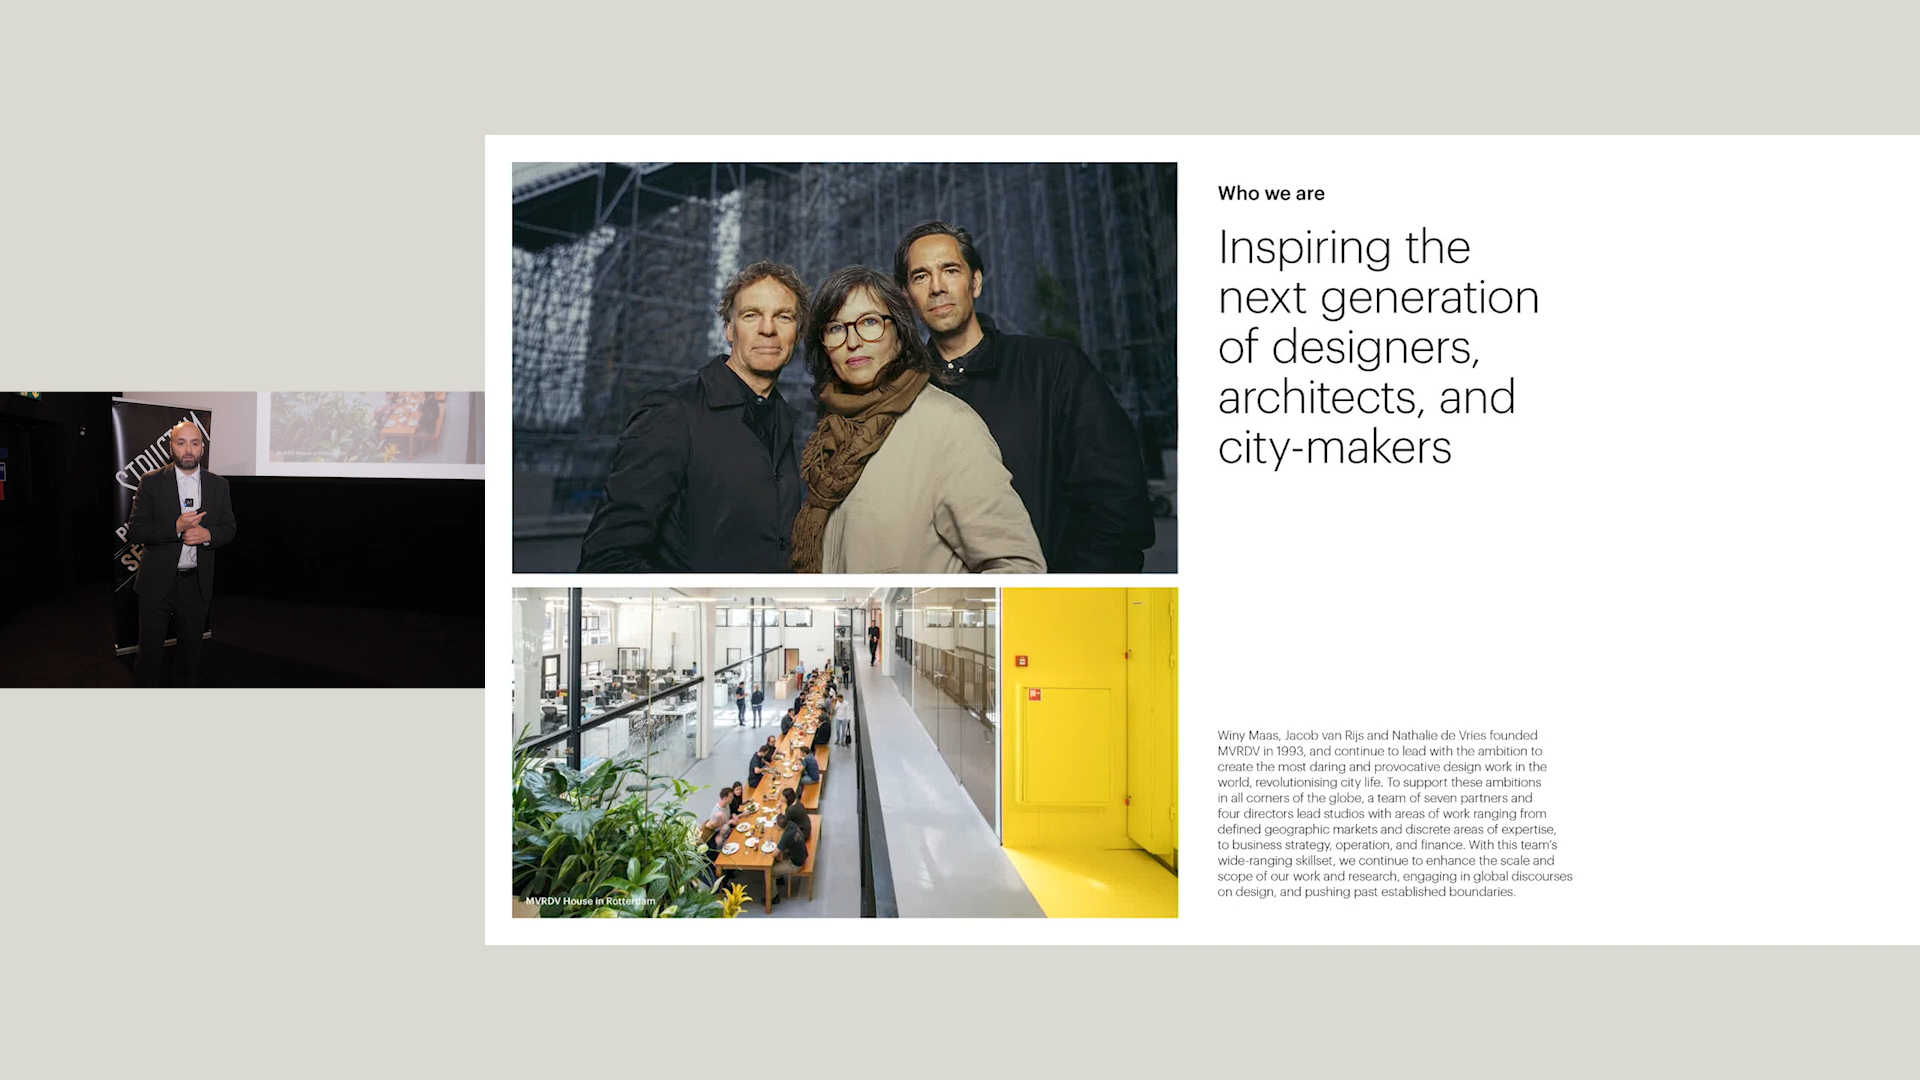 Who we are
Inspiring the
next generation
of designers,
architects, and
city-makers
Winy Maas, Jacob van Rijs and Nathalie de Vries founded
MVRDV in 1993, and continue to lead with the ambition to
create the most daring and provocative design work in the
world, revolutionising city life. To support these ambitions
in all corners of the globe, a team of seven partners and
four directors lead studios with areas of work ranging from
defined geographic markets and discrete areas of expertise,
to business strategy, operation, and finance. With this team's
wide-ranging skillset, we continue to enhance the scale and
scope of our work and research, engaging in global discourses
on design, and pushing past established boundaries.
MVRDV House in Rotterdam